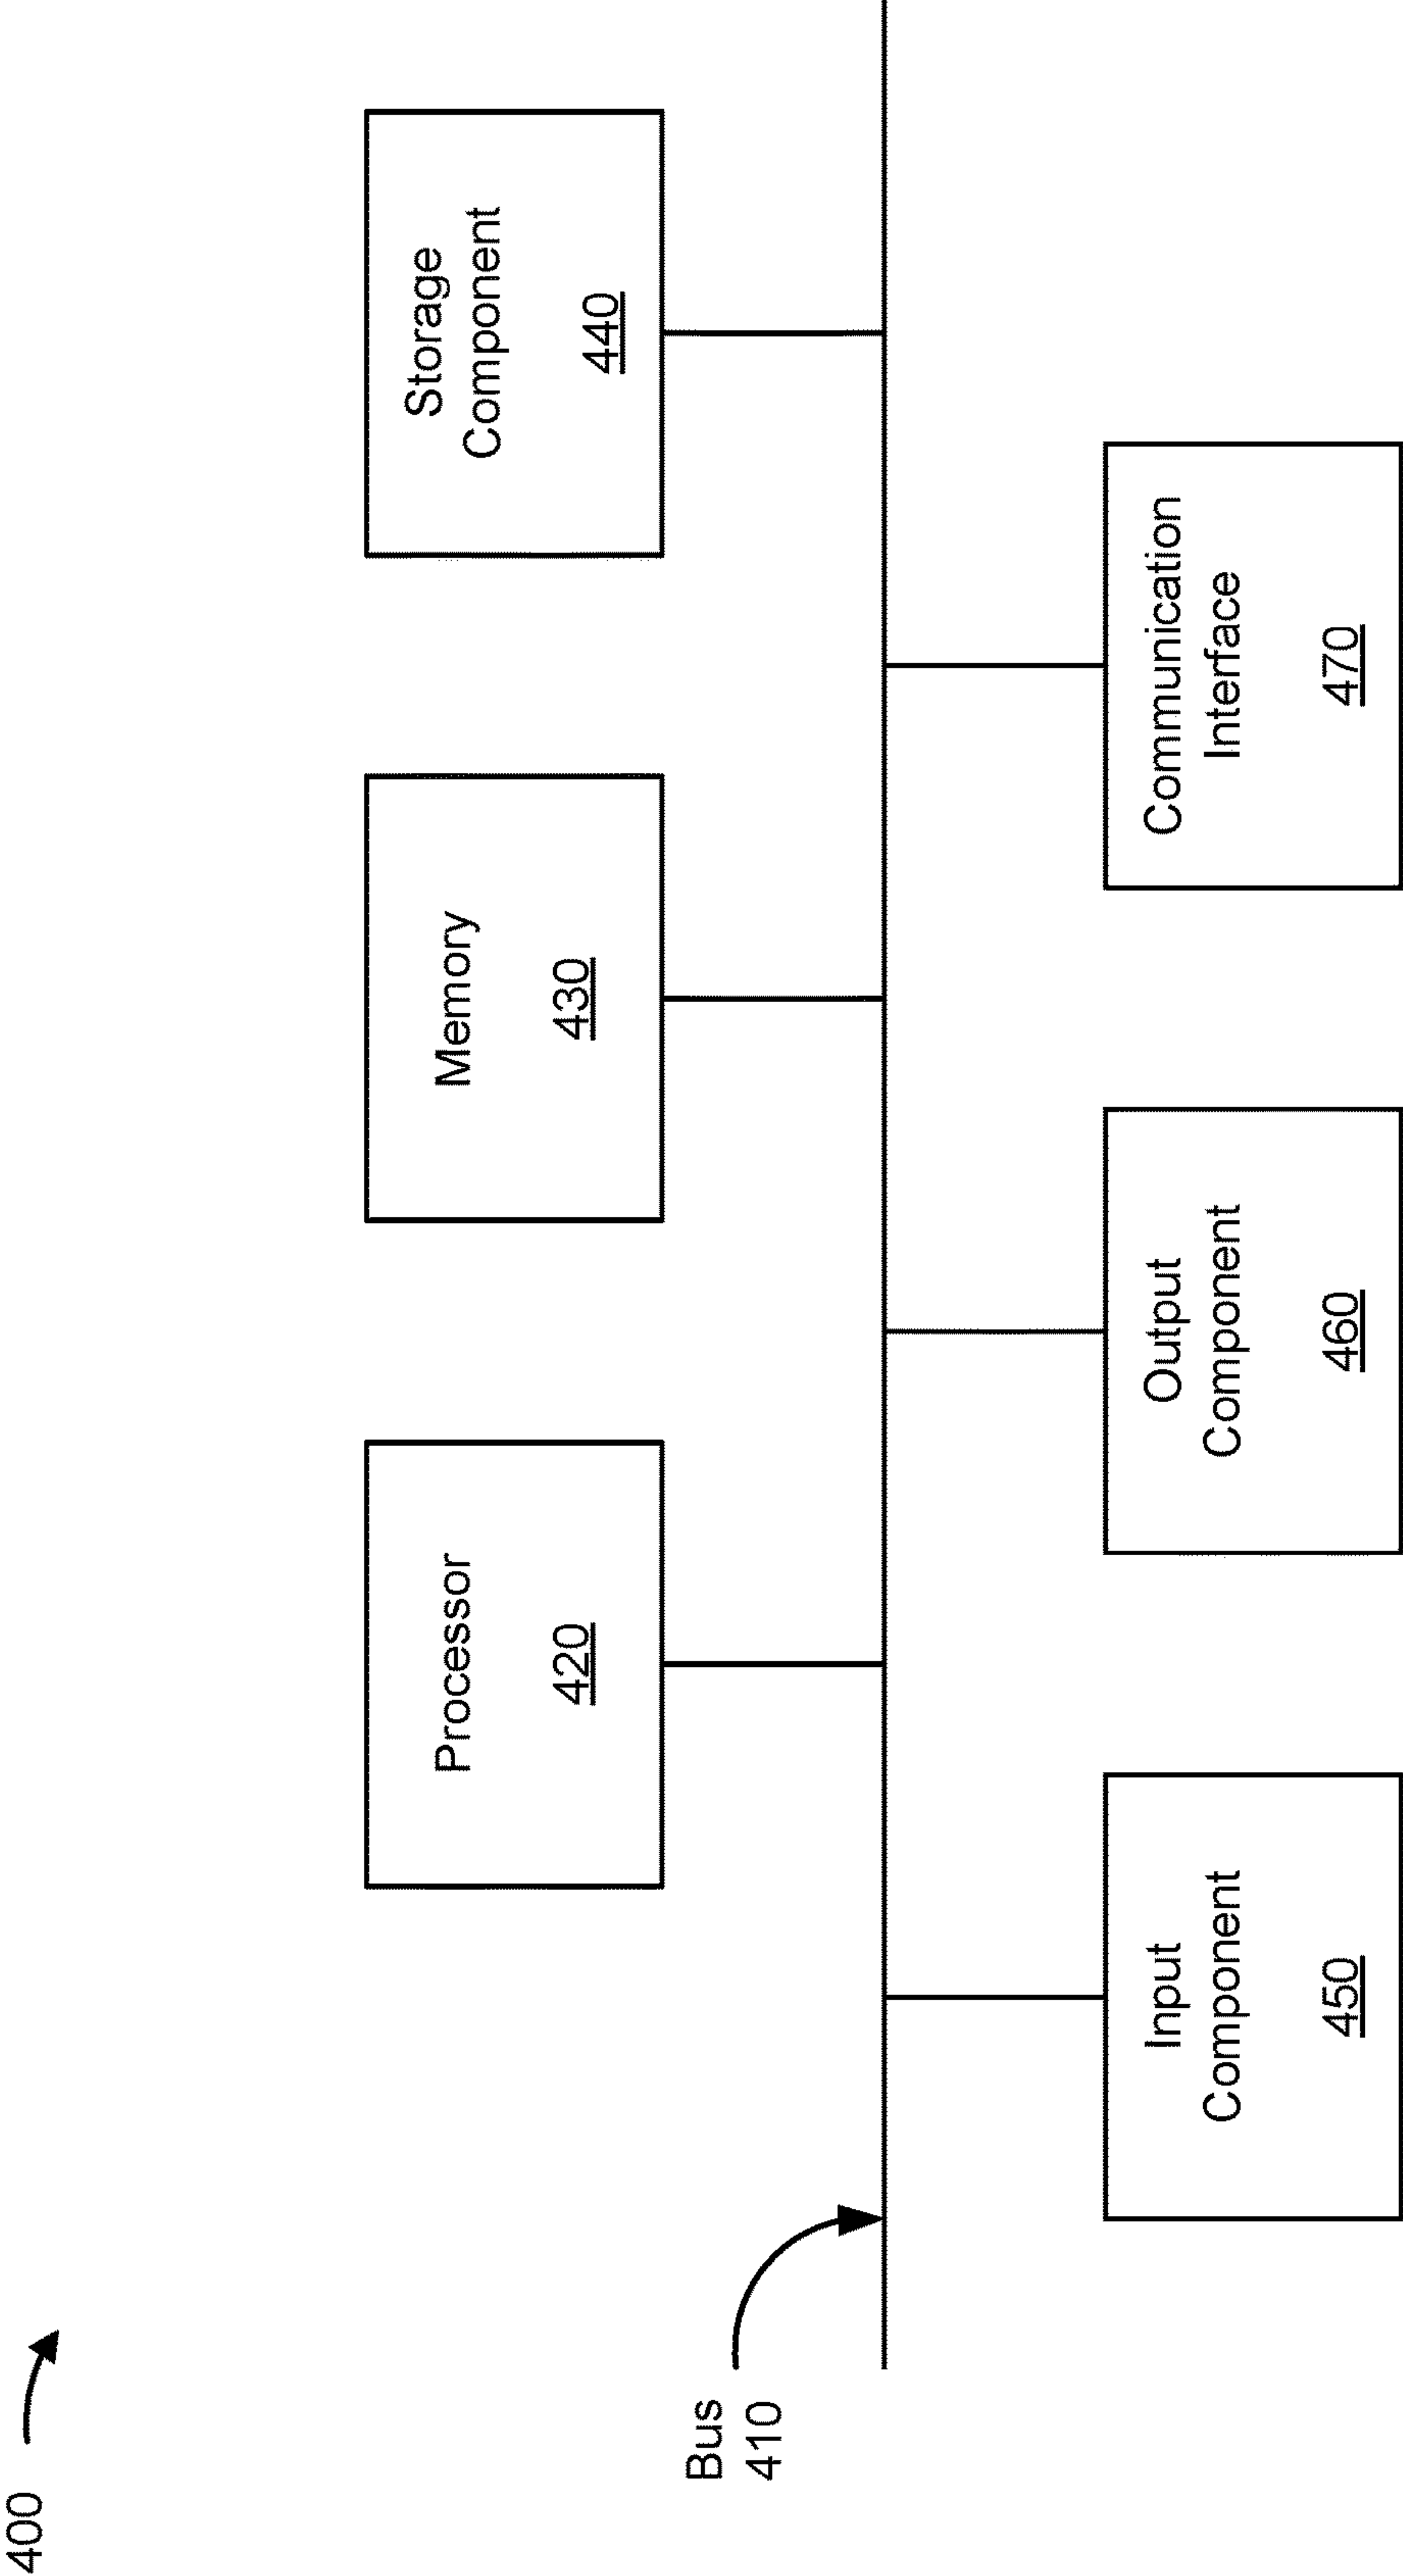 400
Bus
410
Processor
420
Memory
430
Storage
Component
440
Input
Component
450
Output
Component
460
Communication
Interface
470